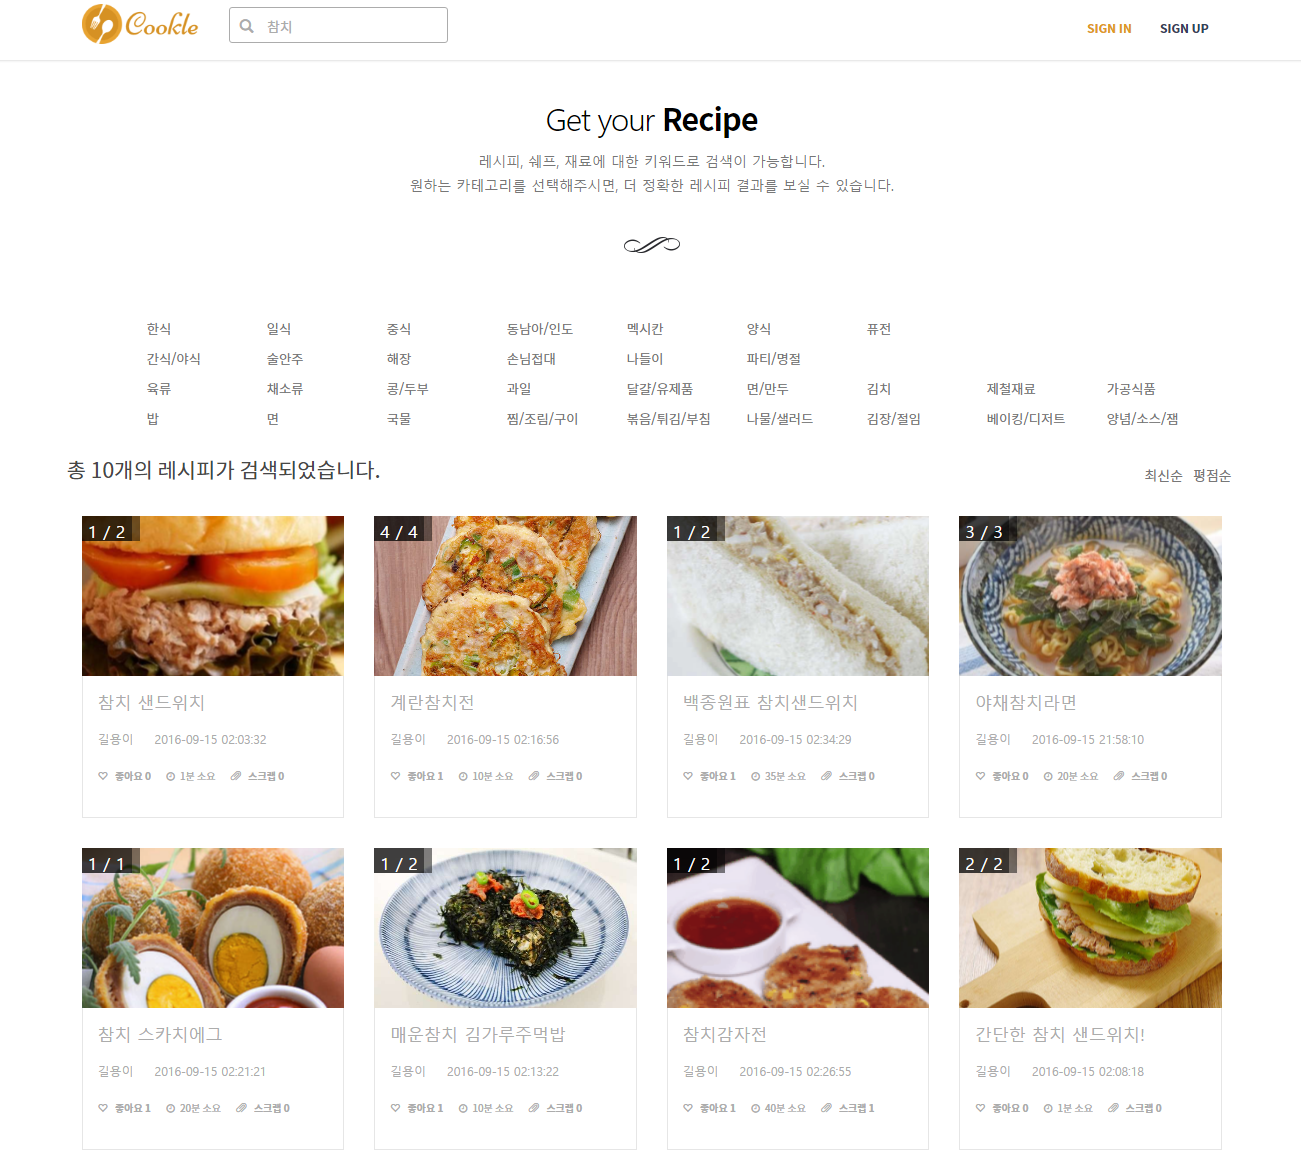 Cookle
참치
SIGN IN SIGN UP
Get your Recipe
레시피, 쉐프, 재료에 대한 키워드로 검색이 가능합니다.
원하는 카테고리를 선택해주시면, 더 정확한 레시피 결과를 보실 수 있습니다.
한식 일식 중식 동남아/인도 멕시칸 양식 퓨전
간식/야식 술안주 해장 손님접대 나들이 파티/명절
육류 채소류 콩/두부 과일 달걀/유제품 면/만두 김치 제철재료 가공식품
밥 면 국물 찜/조림/구이 볶음/튀김/부침 나물/샐러드 김장/절임 베이킹/디저트 양념/소스/잼
총 10개의 레시피가 검색되었습니다. 최신순 평점순
1 / 2 4 / 4 1 / 2 3 / 3
참치 샌드위치 계란참치전 백종원표 참치샌드위치 야채참치라면
길용이 2016-09-15 02:03:32 길용이 2016-09-15 02:16:56 길용이 2016-09-15 02:34:29 길용이 2016-09-15 21:58:10
좋아요 0 1분 소요 스크랩 0 좋아요 1 10분 소요 스크랩 0 좋아요 1 35분 소요 스크랩 0 좋아요 0 20분 소요 스크랩 0
1 / 1 1 / 2 1 / 2 2 / 2
참치 스카치에그 매운참치 김가루주먹밥 참치감자전 간단한 참치 샌드위치!
길용이 2016-09-15 02:21:21 길용이 2016-09-15 02:13:22 길용이 2016-09-15 02:26:55 길용이 2016-09-15 02:08:18
좋아요 1 20분 소요 스크랩 0 좋아요 1 10분 소요 스크랩 0 좋아요 1 40분 소요 스크랩 1 좋아요 0 1분 소요 스크랩 0